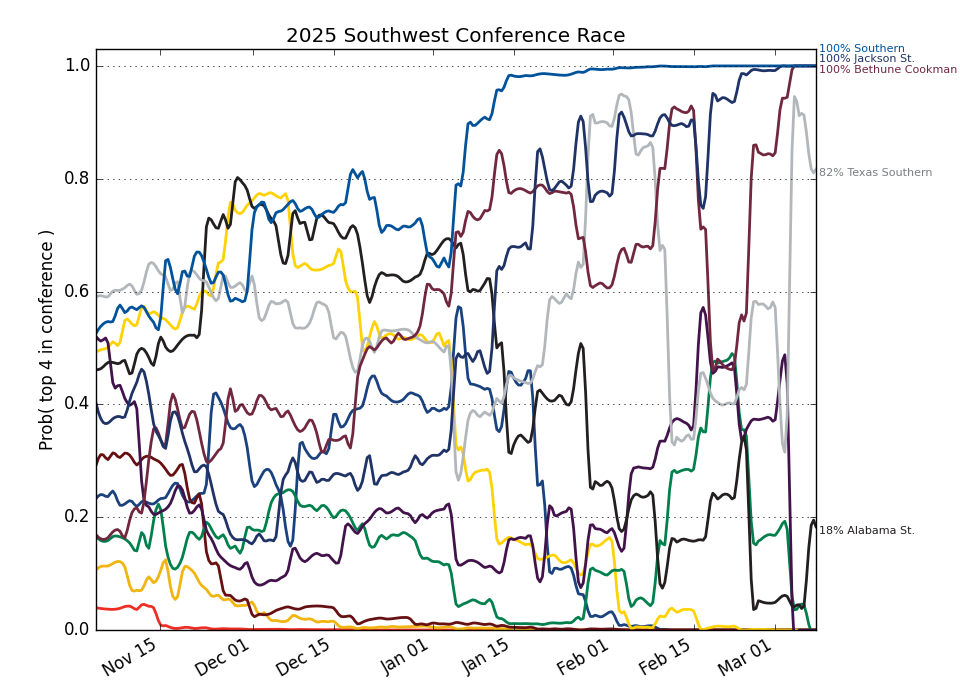 2025 Southwest Conference Race
100% Southern
100% Jackson St.
100% Bethune Cookman
82% Texas Southern
18% Alabama St.
Prob( top 4 in conference )
1.0
0.8
0.6
0.4
0.2
0.0
Nov 15
Dec 01
Dec 15
Jan 01
Jan 15
Feb 01
Feb 15
Mar 01